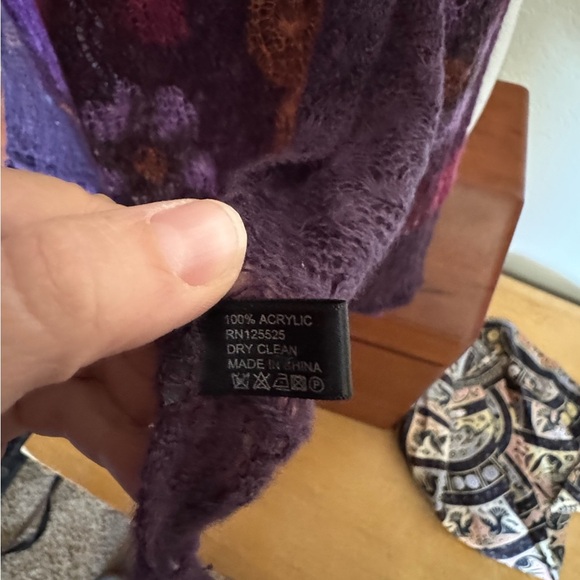 100% ACRYLIC
RN125525
DRY CLEAN
MADE IN CHINA